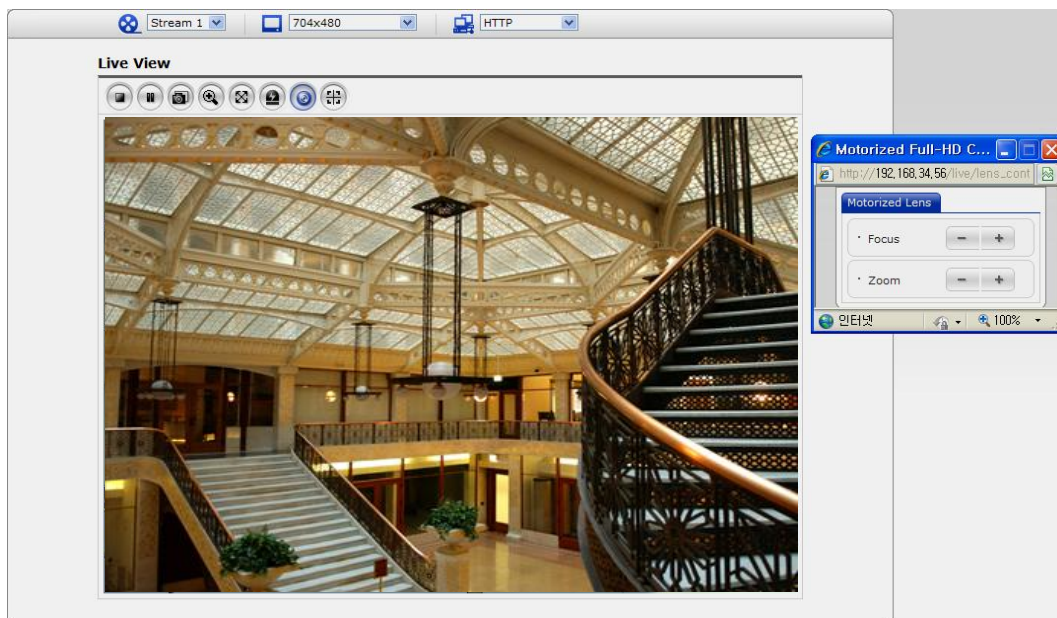 Stream 1
704x480
HTTP
Live View
Motorized Full-HD C...
http://192,168,34,56/live/lens_cont
Motorized Lens
· Focus
· Zoom
인터넷
100%